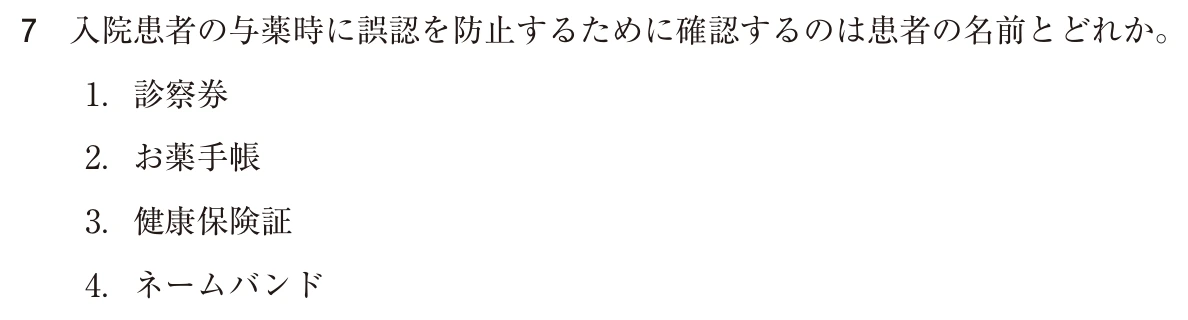 7 入院患者の与薬時に誤認を防止するために確認するのは患者の名前とどれか。
1. 診察券
2. お薬手帳
3. 健康保険証
4. ネームバンド